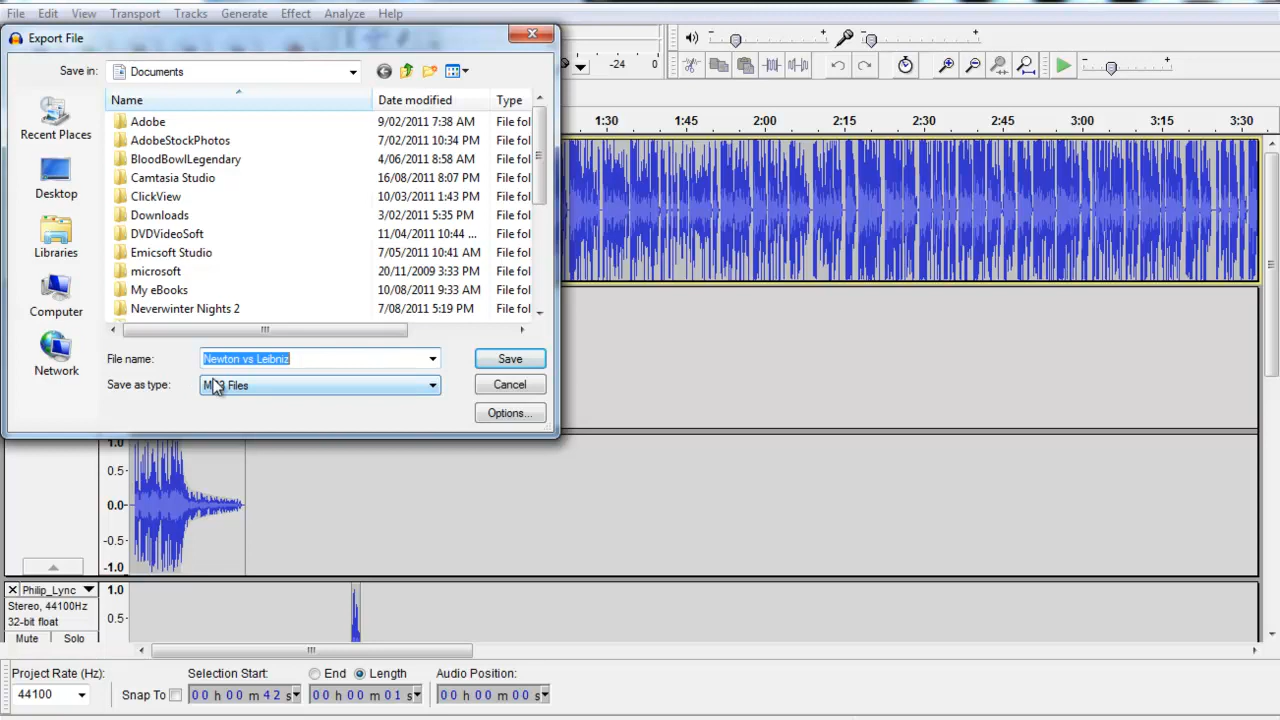 File Edit View Transport Tracks Generate Effect Analyze Help
Export File
-24 0
Save in: Documents
Name Date modified Type
1:30 1:45 2:00 2:15 2:30 2:45 3:00 3:15 3:30
Recent Places
Desktop
Libraries
Computer
Network
Adobe 9/02/2011 7:38 AM File fol
AdobeStockPhotos 7/02/2011 10:34 PM File fol
BloodBowlLegendary 4/06/2011 8:58 AM File fol
Camtasia Studio 16/08/2011 8:07 PM File fol
ClickView 10/03/2011 1:43 PM File fol
Downloads 3/02/2011 5:35 PM File fol
DVDVideoSoft 11/04/2011 10:44 ... File fol
Emicsoft Studio 7/05/2011 10:41 AM File fol
microsoft 20/11/2009 3:33 PM File fol
My eBooks 10/08/2011 9:33 AM File fol
Neverwinter Nights 2 7/08/2011 5:19 PM File fol
File name: Newton vs Leibniz Save
Save as type: Files Cancel
Options...
1.0
0.5
0.0
-0.5
-1.0
Philip_Lync 1.0
Stereo, 44100Hz
32-bit float 0.5
Mute Solo
Project Rate (Hz): Selection Start: End Length Audio Position:
44100 Snap To 00 h 00 m 42 s 00 h 00 m 01 s 00 h 00 m 00 s